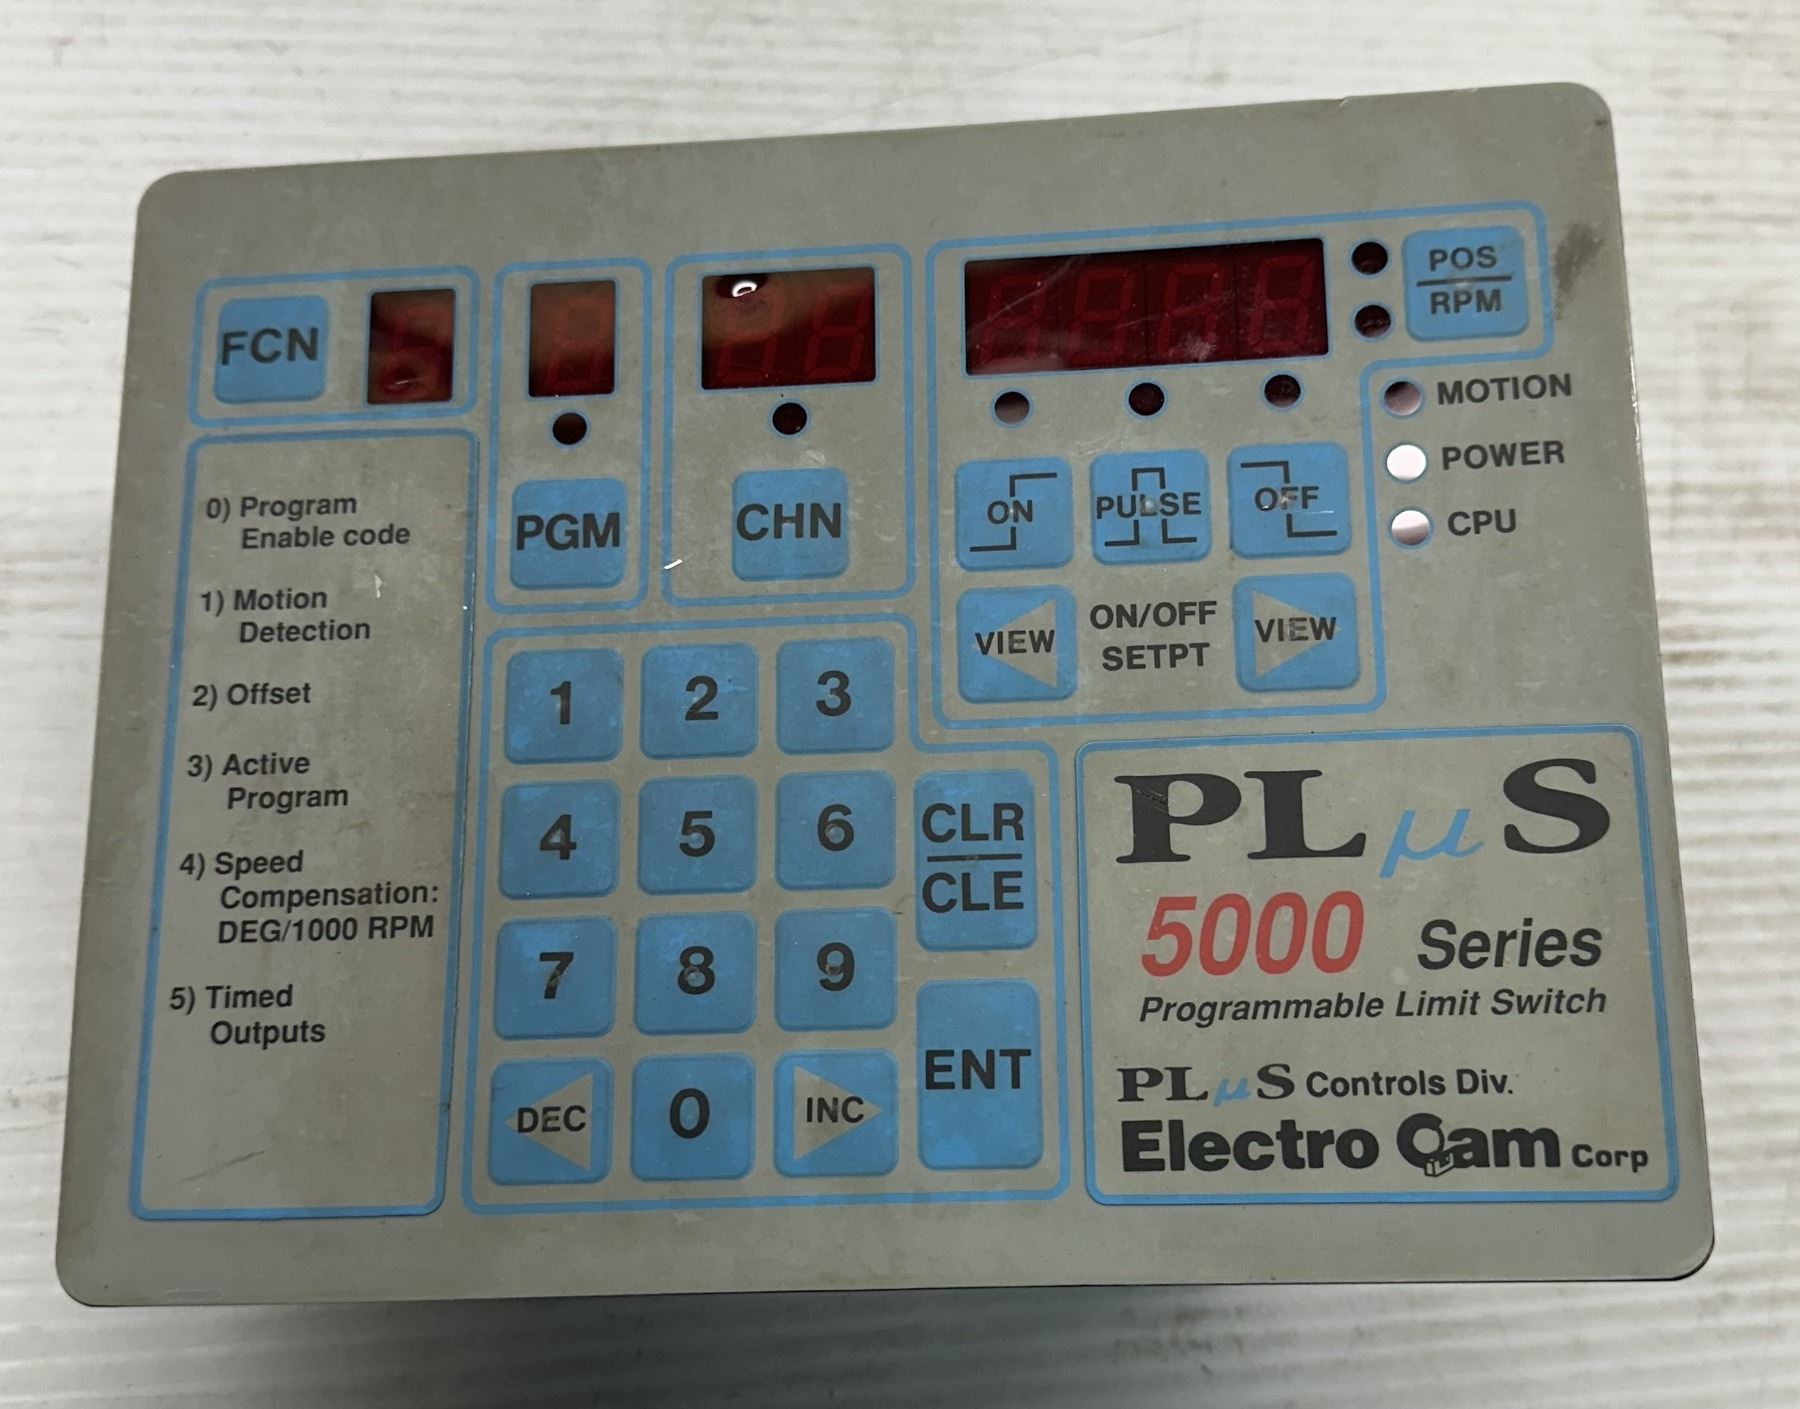 FCN
POS
RPM
MOTION
POWER
CPU
PGM
CHN
ON
PULSE
OFF
VIEW
ON/OFF
SETPT
VIEW
0) Program
Enable code
1) Motion
Detection
2) Offset
3) Active
Program
4) Speed
Compensation:
DEG/1000 RPM
5) Timed
Outputs
1
2
3
4
5
6
CLR
CLE
7
8
9
DEC
0
INC
ENT
PLμS
5000 Series
Programmable Limit Switch
PLμS Controls Div.
Electro Cam Corp